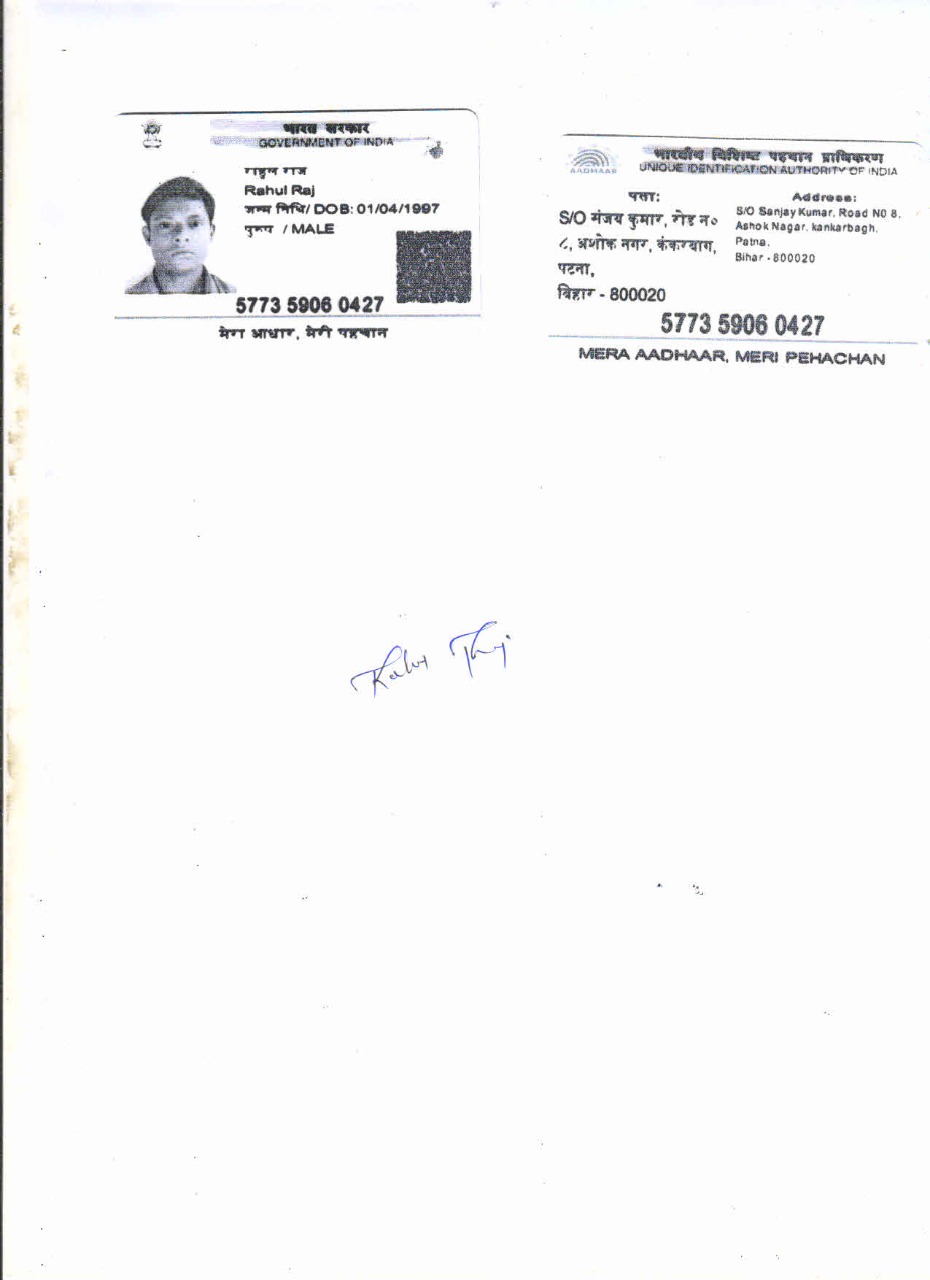 भारत सरकार
GOVERNMENT OF INDIA
राहुल राज
Rahul Raj
जन्म तिथि/ DOB: 01/04/1997
पुरुष / MALE
5773 5906 0427
मेरा आधार, मेरी पहचान
भारतीय विशिष्ट पहचान प्राधिकरण
UNIQUE IDENTIFICATION AUTHORITY OF INDIA
AADHAAR
पता:
S/O संजय कुमार, रोड न०
८, अशोक नगर, कंकरबाग,
पटना,
बिहार - 800020
Address:
S/O Sanjay Kumar, Road N0 8,
Ashok Nagar, kankarbagh,
Patna,
Bihar - 800020
5773 5906 0427
MERA AADHAAR, MERI PEHACHAN